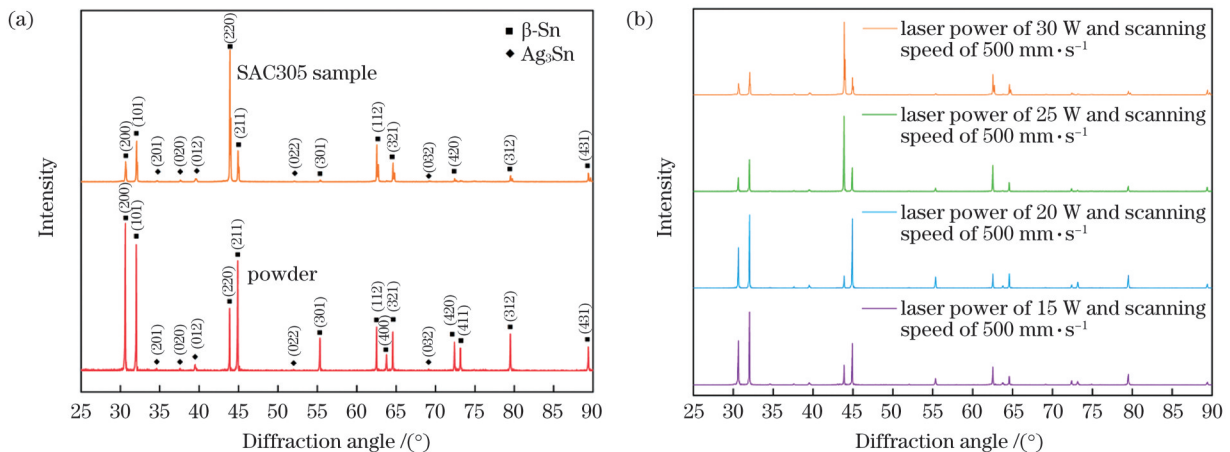 (a)
(220)
■ β-Sn
◆ Ag₃Sn
SAC305 sample
(200)
(101)
(201)
(020)
(012)
(211)
(022)
(301)
(112)
(321)
(032)
(420)
(312)
(431)
(200)
(101)
(201)
(020)
(012)
(220)
(211)
powder
(022)
(301)
(112)
(400)
(321)
(032)
(420)
(411)
(312)
(431)
Intensity
25 30 35 40 45 50 55 60 65 70 75 80 85 90
Diffraction angle /(°)
(b)
laser power of 30 W and scanning
speed of 500 mm·s⁻¹
laser power of 25 W and scanning
speed of 500 mm·s⁻¹
laser power of 20 W and scanning
speed of 500 mm·s⁻¹
laser power of 15 W and scanning
speed of 500 mm·s⁻¹
Intensity
25 30 35 40 45 50 55 60 65 70 75 80 85 90
Diffraction angle /(°)